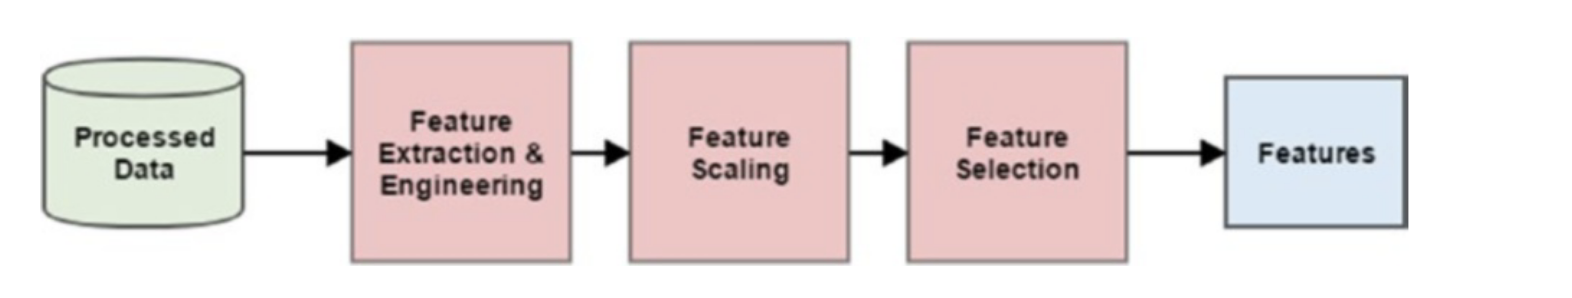 Processed
Data
Feature
Extraction &
Engineering
Feature
Scaling
Feature
Selection
Features